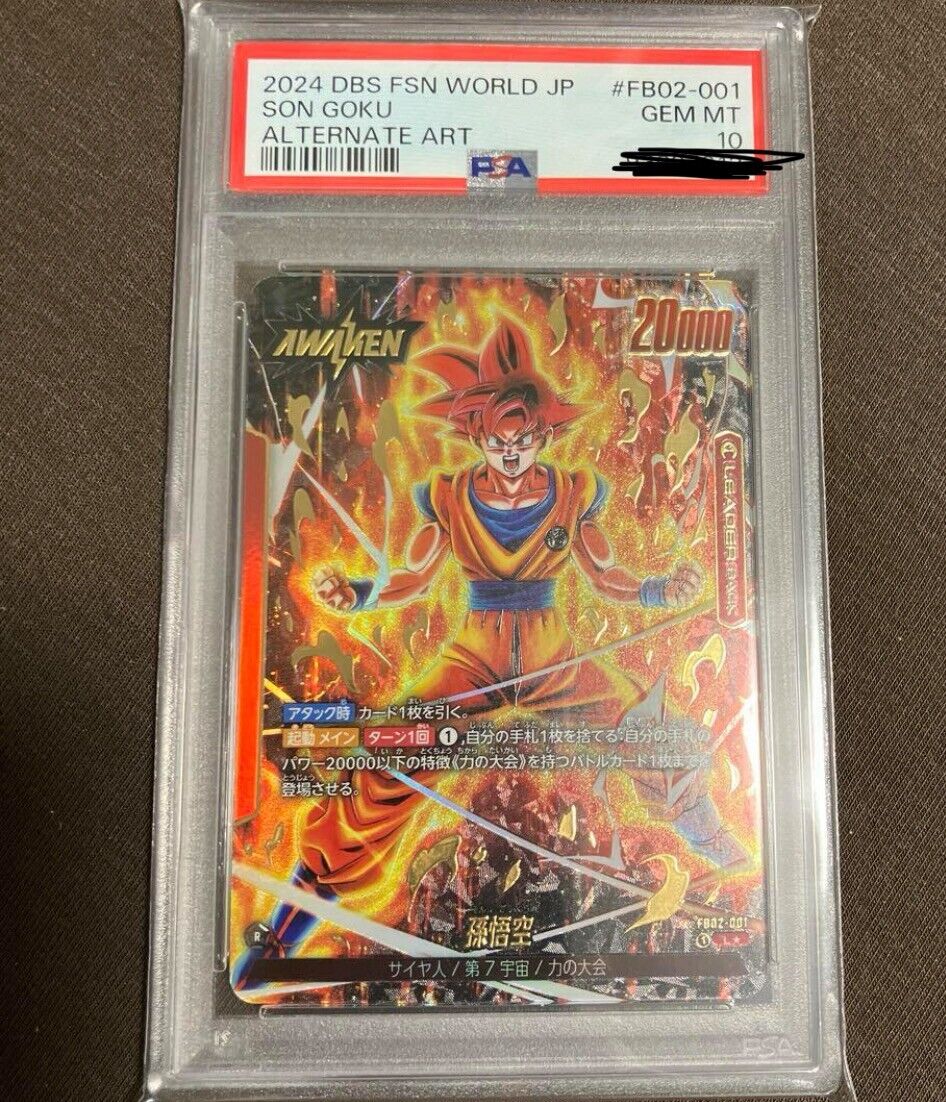 2024 DBS FSN WORLD JP #FB02-001
SON GOKU GEM MT
ALTERNATE ART 10
PSA
AWAKEN
20000
LEADER BACK
アタック時 カード1枚を引く。
起動メイン ターン1回 ①,自分の手札1枚を捨てる:自分の手札の
パワー20000以下の特徴《力の大会》を持つバトルカード1枚までを
登場させる。
FB02-001
① L★
R
孫悟空
サイヤ人 / 第7宇宙 / 力の大会
PSA